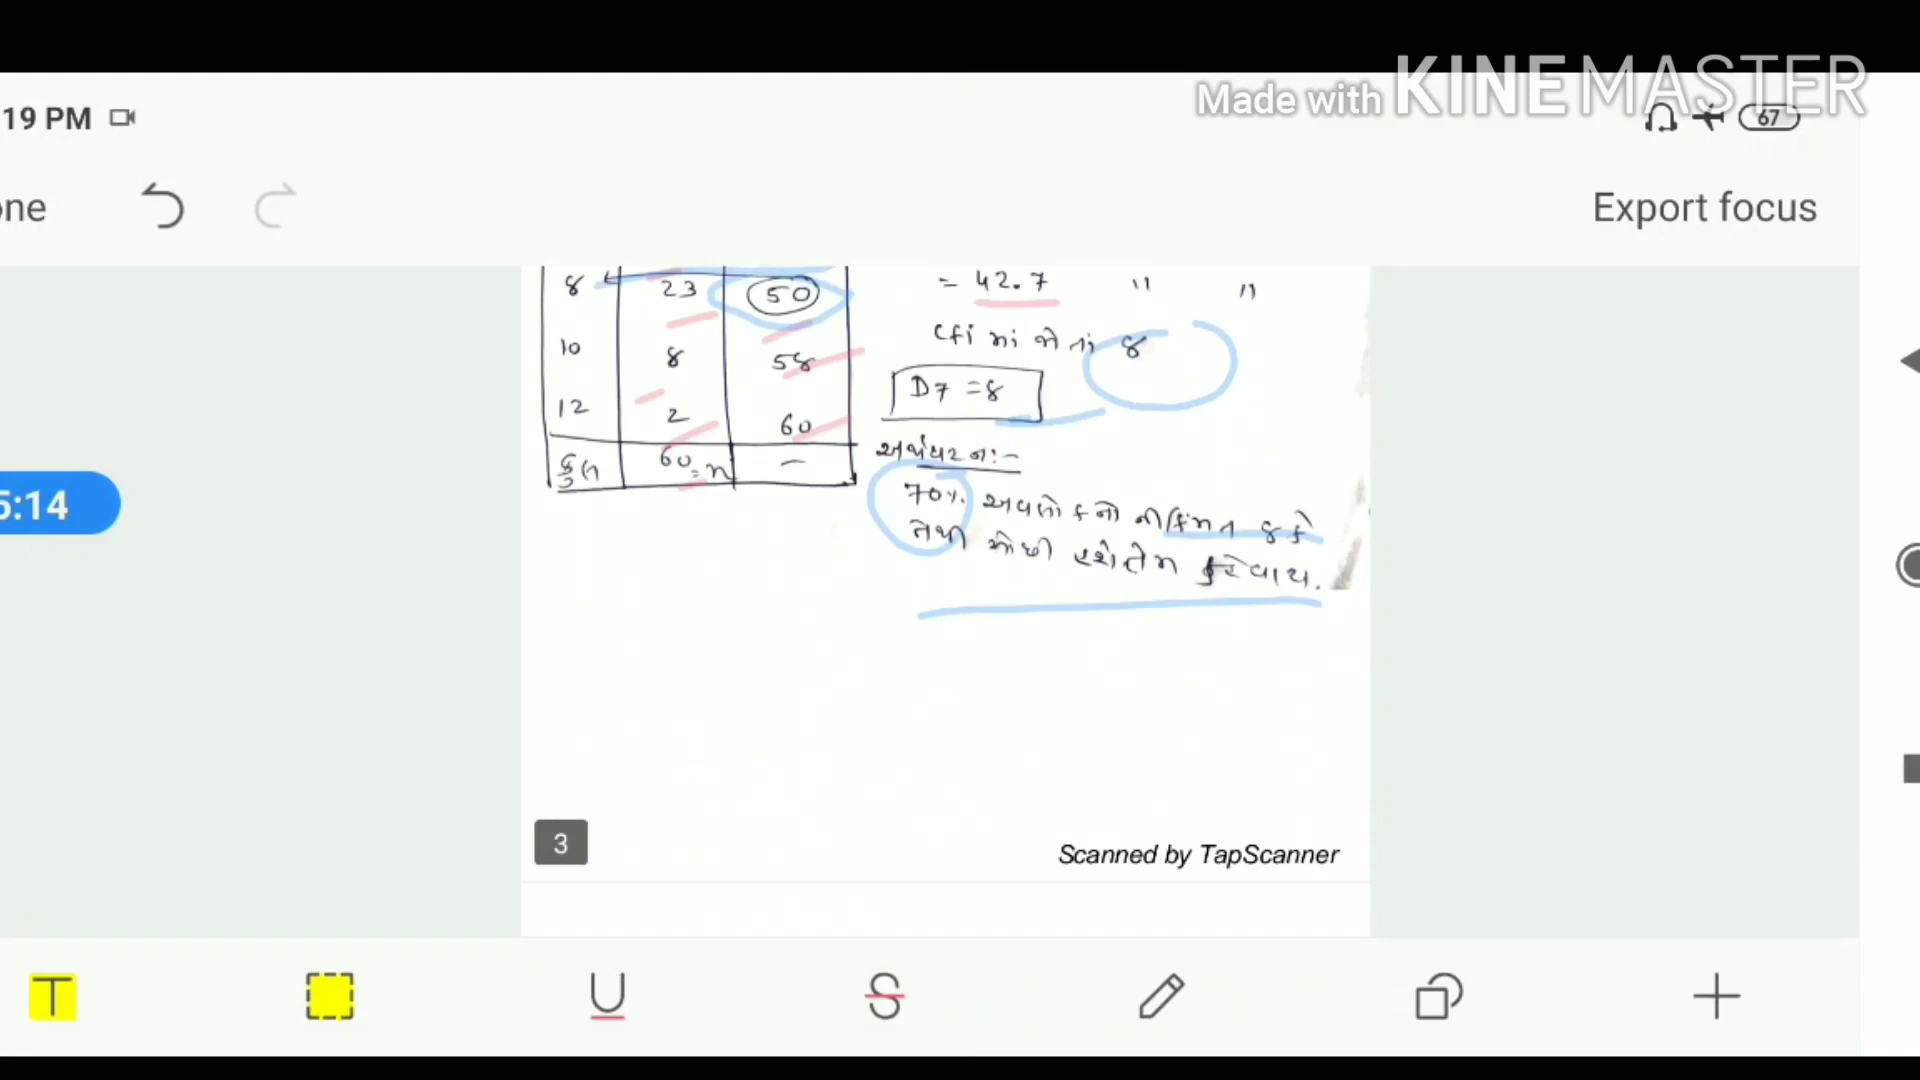 Made with KINEMASTER
19 PM
67
one
Export focus
8 23 50
10 8 58
12 2 60
કુલ 60=n –
= 42.7 " "
cfi માં જોતાં 8
D7 = 8
અર્થઘટન:-
70% અવલોકનો ની કિંમત 8 કે
તેથી ઓછી હશે તેમ કહેવાય.
5:14
3
Scanned by TapScanner
T
U
S